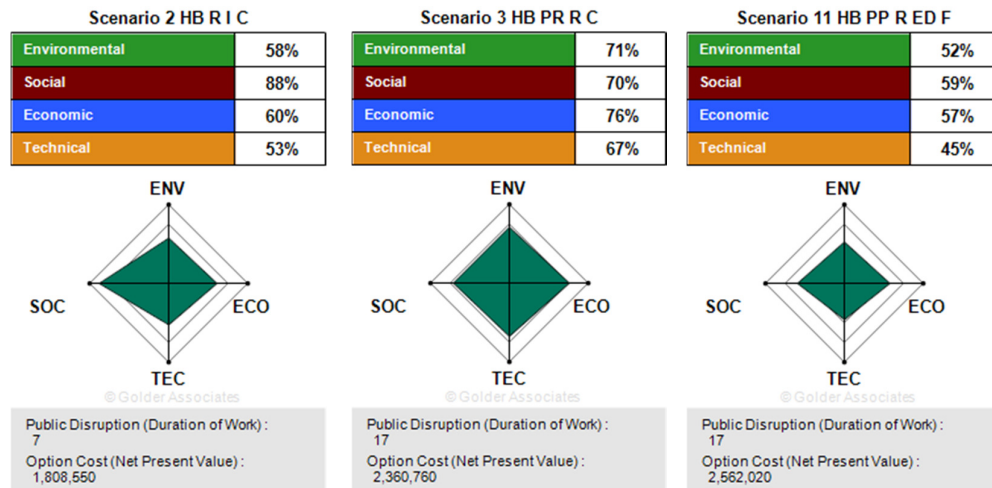 Scenario 2 HB R I C
Environmental 58%
Social 88%
Economic 60%
Technical 53%
ENV
SOC
ECO
TEC
© Golder Associates
Public Disruption (Duration of Work) :
7
Option Cost (Net Present Value) :
1,808,550
Scenario 3 HB PR R C
Environmental 71%
Social 70%
Economic 76%
Technical 67%
ENV
SOC
ECO
TEC
© Golder Associates
Public Disruption (Duration of Work) :
17
Option Cost (Net Present Value) :
2,360,760
Scenario 11 HB PP R ED F
Environmental 52%
Social 59%
Economic 57%
Technical 45%
ENV
SOC
ECO
TEC
© Golder Associates
Public Disruption (Duration of Work) :
17
Option Cost (Net Present Value) :
2,562,020